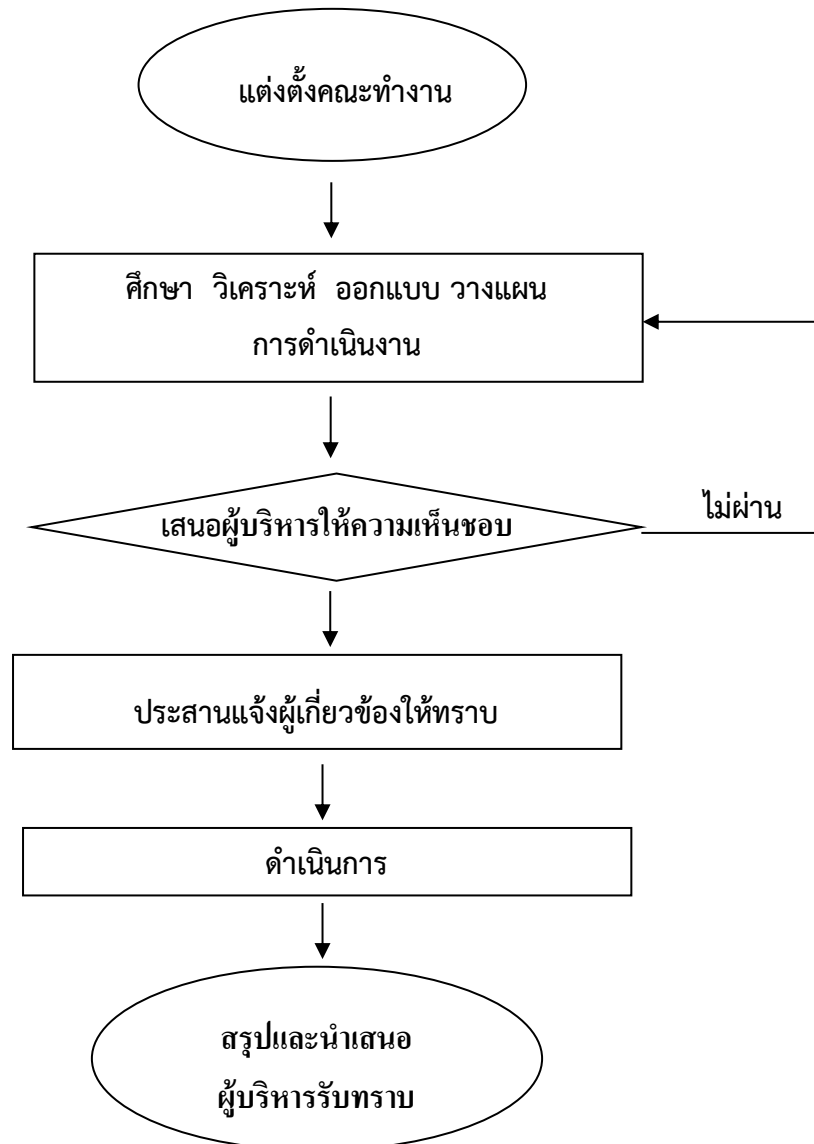 แต่งตั้งคณะทำงาน
ศึกษา วิเคราะห์ ออกแบบ วางแผน
การดำเนินงาน
เสนอผู้บริหารให้ความเห็นชอบ
ไม่ผ่าน
ประสานแจ้งผู้เกี่ยวข้องให้ทราบ
ดำเนินการ
สรุปและนำเสนอ
ผู้บริหารรับทราบ